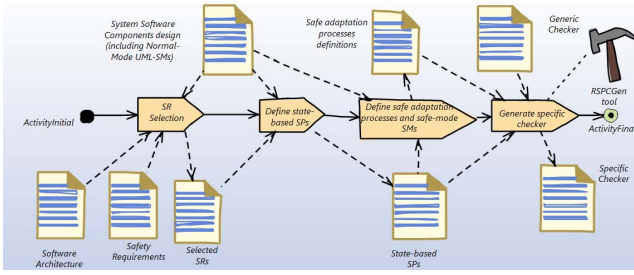 System Software
Components design
(including Normal-
Mode UML-SMs)
Safe adaptation
processes
definitions
Generic
Checker
RSPCGen
tool
ActivityInitial
SR
Selection
Define state-
based SPs
Define safe adaptation
processes and safe-mode
SMs
Generate specific
checker
ActivityFina
Software
Architecture
Safety
Requirements
Selected
SRs
State-based
SPs
Specific
Checker